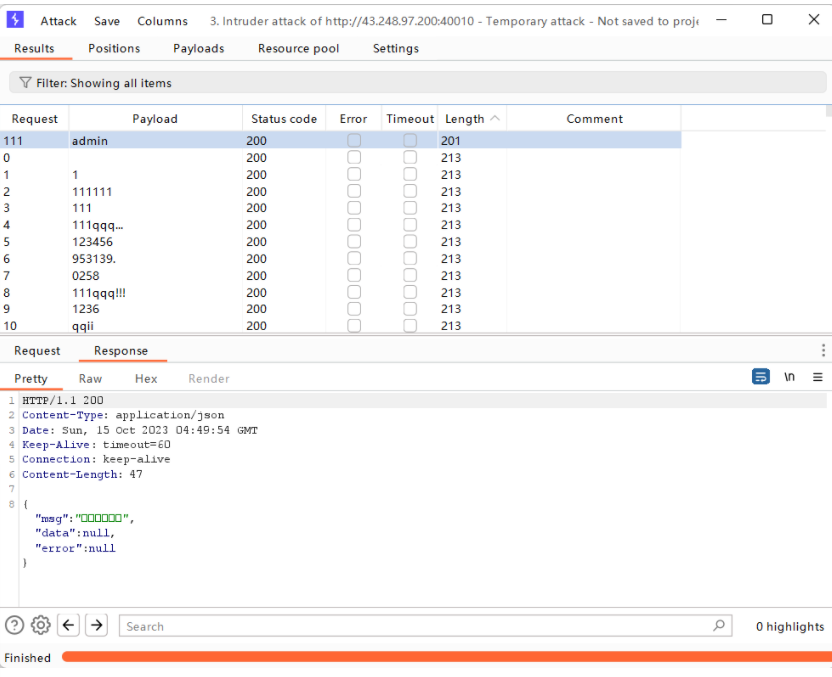 Attack Save Columns 3. Intruder attack of http://43.248.97.200:40010 - Temporary attack - Not saved to proje
Results Positions Payloads Resource pool Settings
Filter: Showing all items
Request Payload Status code Error Timeout Length Comment
111 admin 200 201
0 200 213
1 1 200 213
2 111111 200 213
3 111 200 213
4 111qqq... 200 213
5 123456 200 213
6 953139. 200 213
7 0258 200 213
8 111qqq!!! 200 213
9 1236 200 213
10 qqii 200 213
Request Response
Pretty Raw Hex Render \n
1 HTTP/1.1 200
2 Content-Type: application/json
3 Date: Sun, 15 Oct 2023 04:49:54 GMT
4 Keep-Alive: timeout=60
5 Connection: keep-alive
6 Content-Length: 47
7
8 {
"msg":"□□□□□□",
"data":null,
"error":null
}
Search 0 highlights
Finished